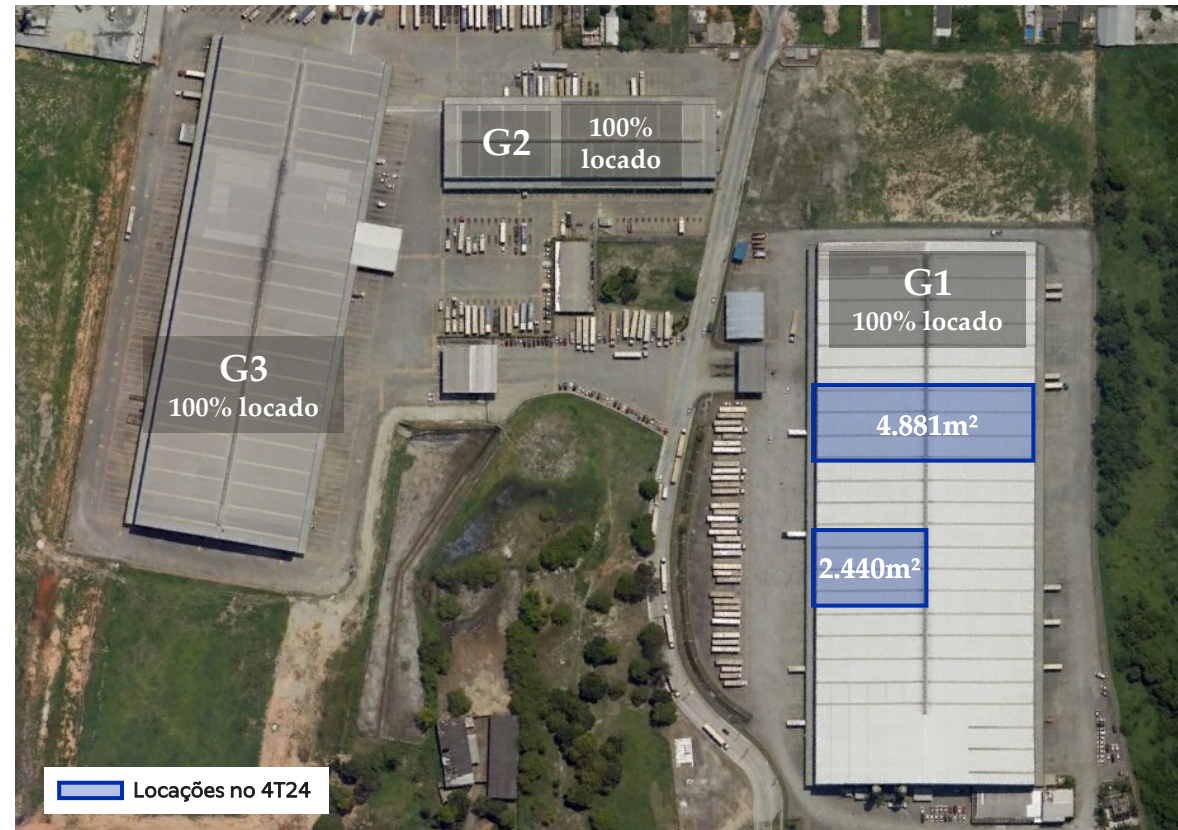 G2
100%
locado
G1
100% locado
G3
100% locado
4.881m²
2.440m²
Locações no 4T24